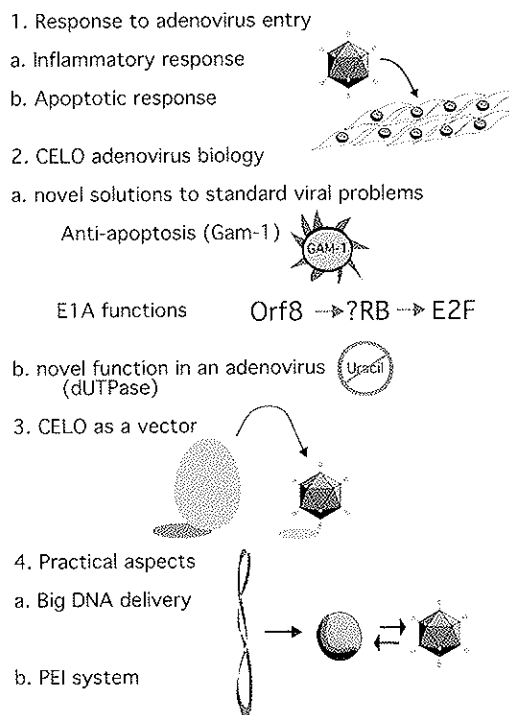 1. Response to adenovirus entry
a. Inflammatory response
b. Apoptotic response
2. CELO adenovirus biology
a. novel solutions to standard viral problems
Anti-apoptosis (Gam-1)
GAM-1
E1A functions
Orf8 → ?RB → E2F
b. novel function in an adenovirus
(dUTPase)
Uracil
3. CELO as a vector
4. Practical aspects
a. Big DNA delivery
b. PEI system